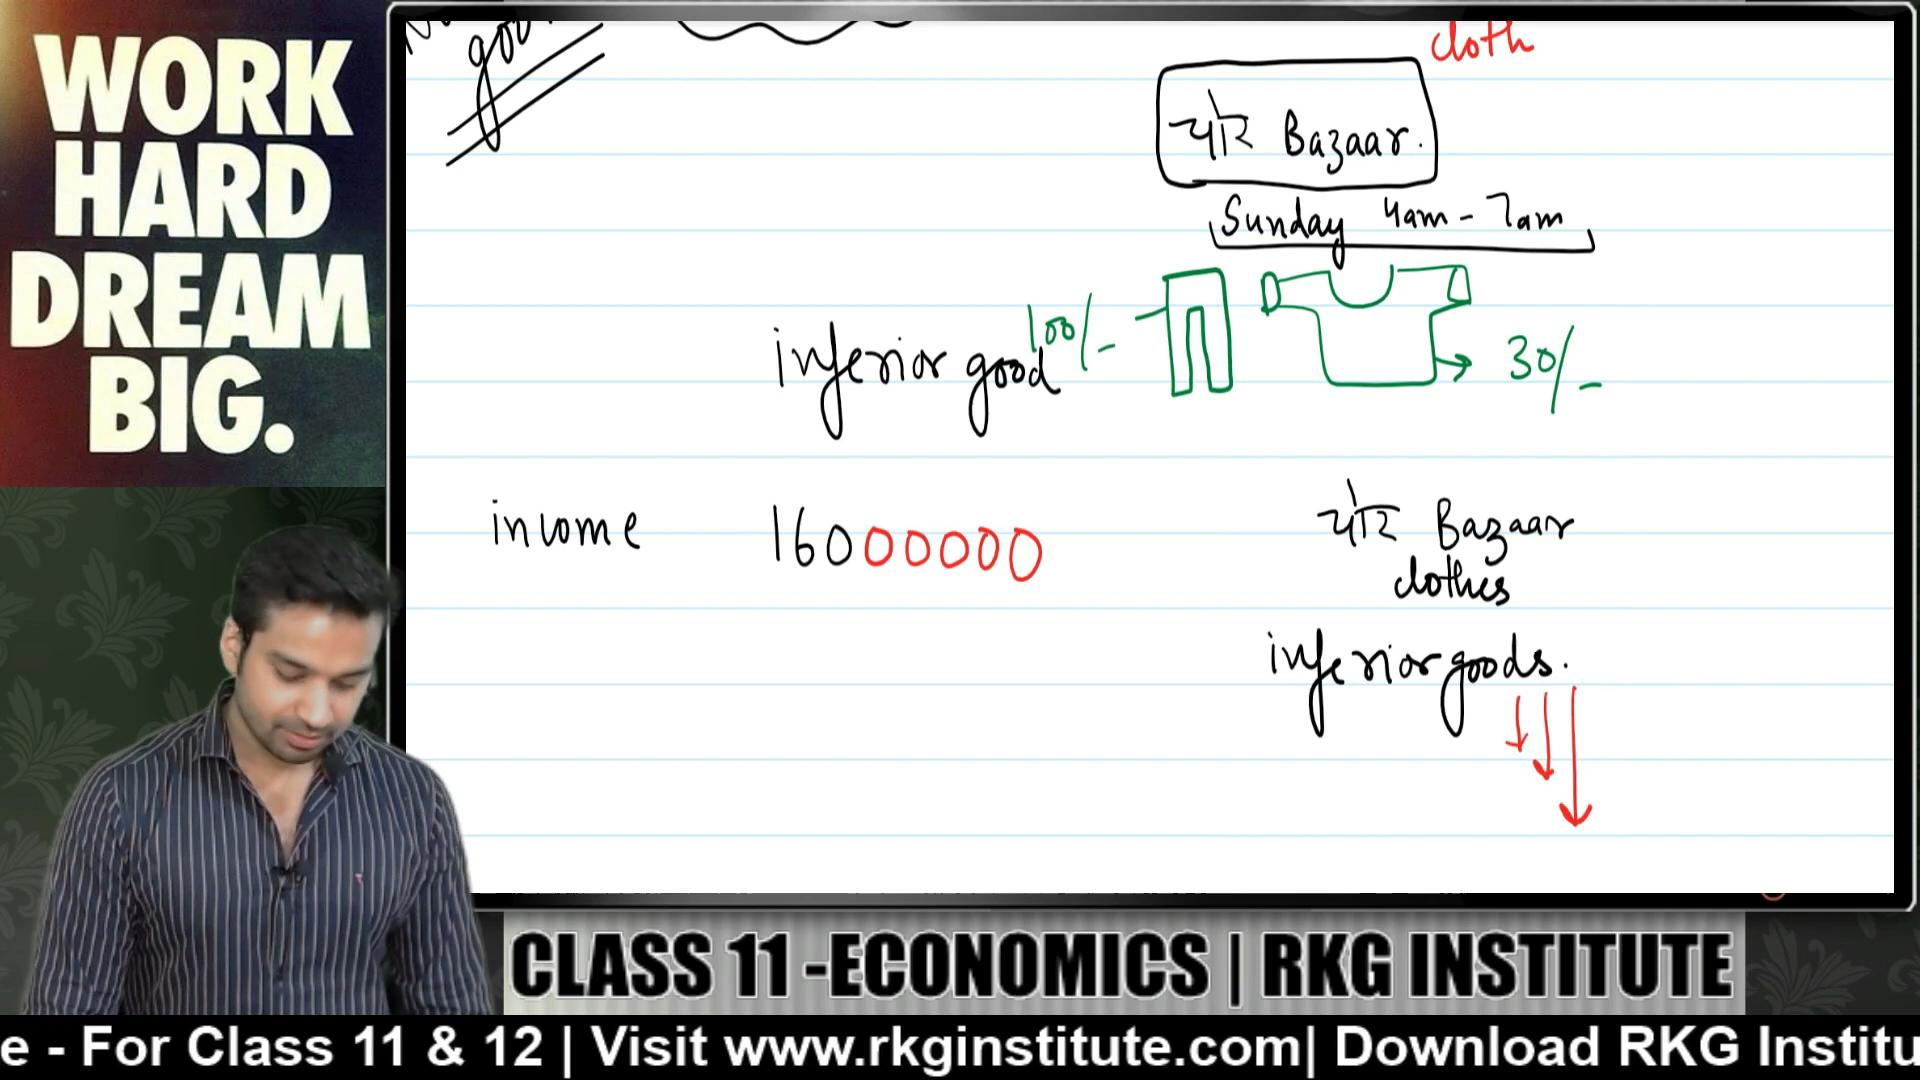 WORK
HARD
DREAM
BIG.
goo
cloth
चोर Bazaar.
Sunday 4am - 7am
inferior good
100/-
30/-
income
16000000
चोर Bazaar
clothes
inferior goods.
CLASS 11 -ECONOMICS | RKG INSTITUTE
e - For Class 11 & 12 | Visit www.rkginstitute.com| Download RKG Institu